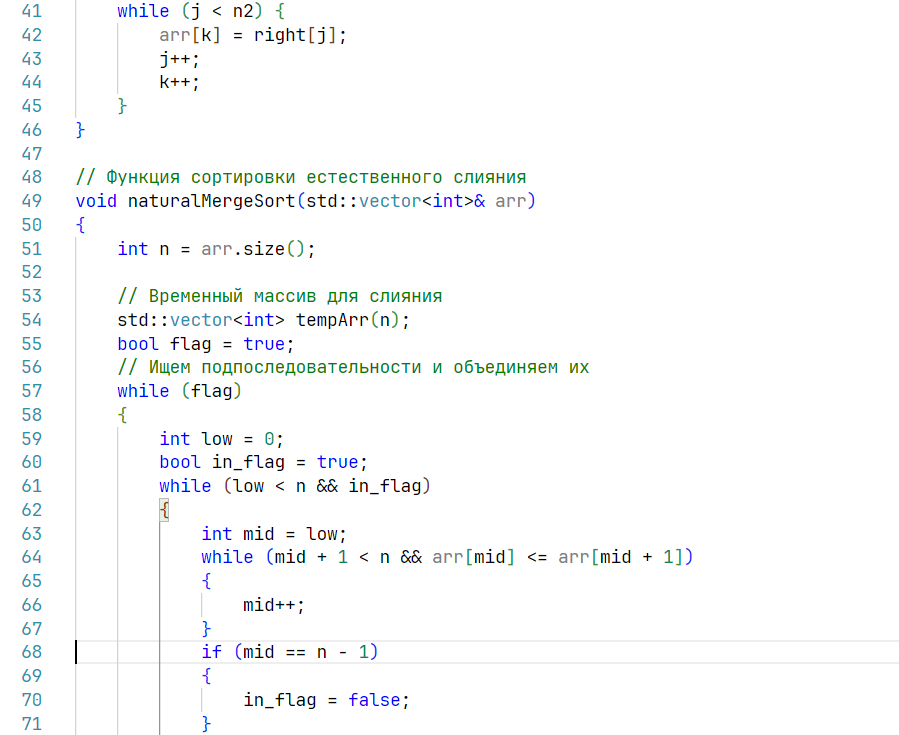 41 while (j < n2) {
42 arr[k] = right[j];
43 j++;
44 k++;
45 }
46 }
47
48 // Функция сортировки естественного слияния
49 void naturalMergeSort(std::vector<int>& arr)
50 {
51 int n = arr.size();
52
53 // Временный массив для слияния
54 std::vector<int> tempArr(n);
55 bool flag = true;
56 // Ищем подпоследовательности и объединяем их
57 while (flag)
58 {
59 int low = 0;
60 bool in_flag = true;
61 while (low < n && in_flag)
62 {
63 int mid = low;
64 while (mid + 1 < n && arr[mid] <= arr[mid + 1])
65 {
66 mid++;
67 }
68 if (mid == n - 1)
69 {
70 in_flag = false;
71 }